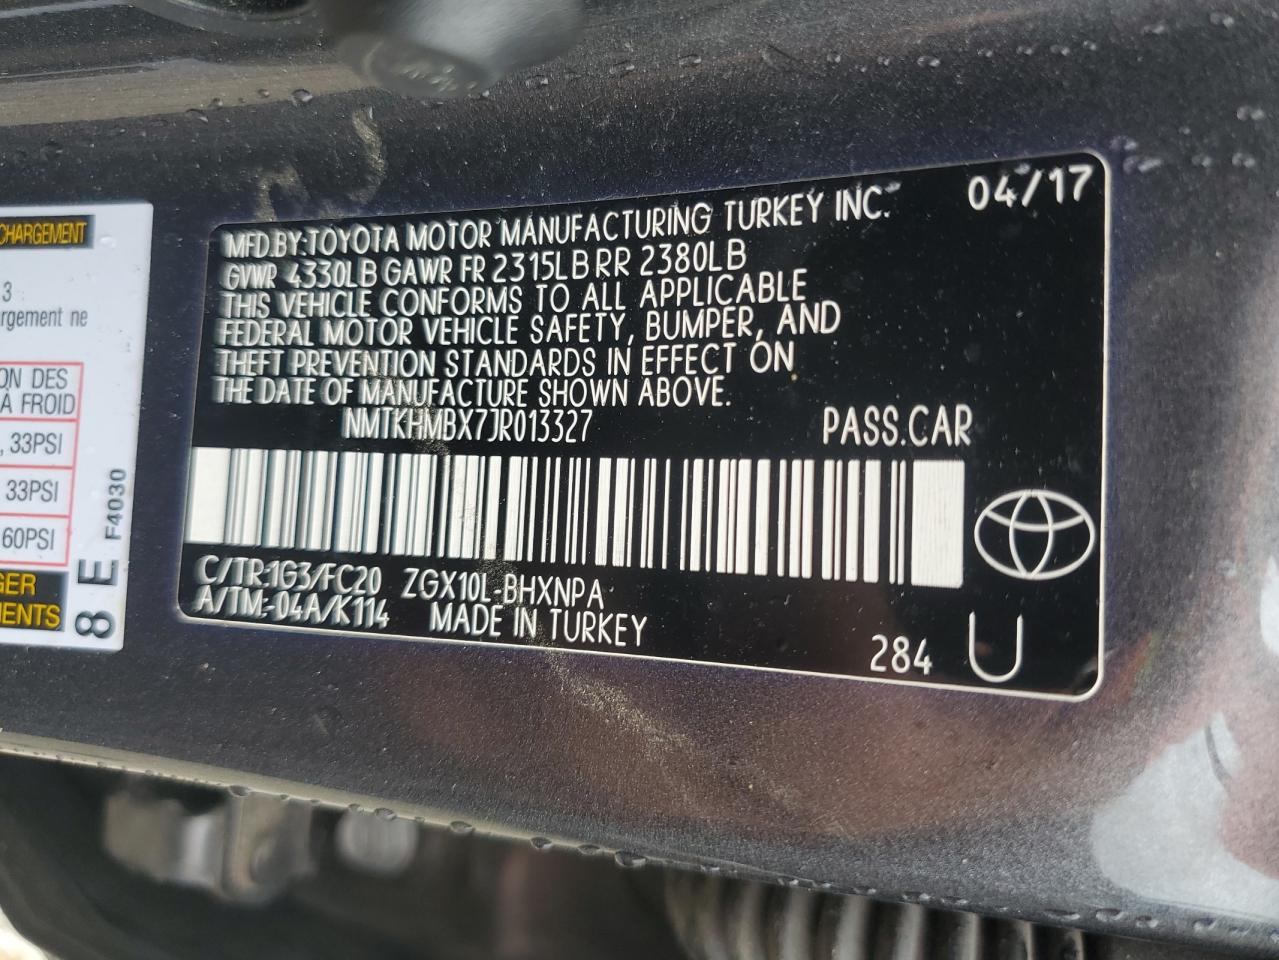 CHARGEMENT
3
rgement ne
ON DES
A FROID
, 33PSI
33PSI
60PSI
GER
MENTS
8 E F4030
04/17
MFD.BY:TOYOTA MOTOR MANUFACTURING TURKEY INC.
GVWR 4330LB GAWR FR 2315LB RR 2380LB
THIS VEHICLE CONFORMS TO ALL APPLICABLE
FEDERAL MOTOR VEHICLE SAFETY, BUMPER, AND
THEFT PREVENTION STANDARDS IN EFFECT ON
THE DATE OF MANUFACTURE SHOWN ABOVE.
NMTKHMBX7JR013327 PASS.CAR
C/TR:1G3/FC20 ZGX10L-BHXNPA
A/TM:-04A/K114 MADE IN TURKEY
284 U